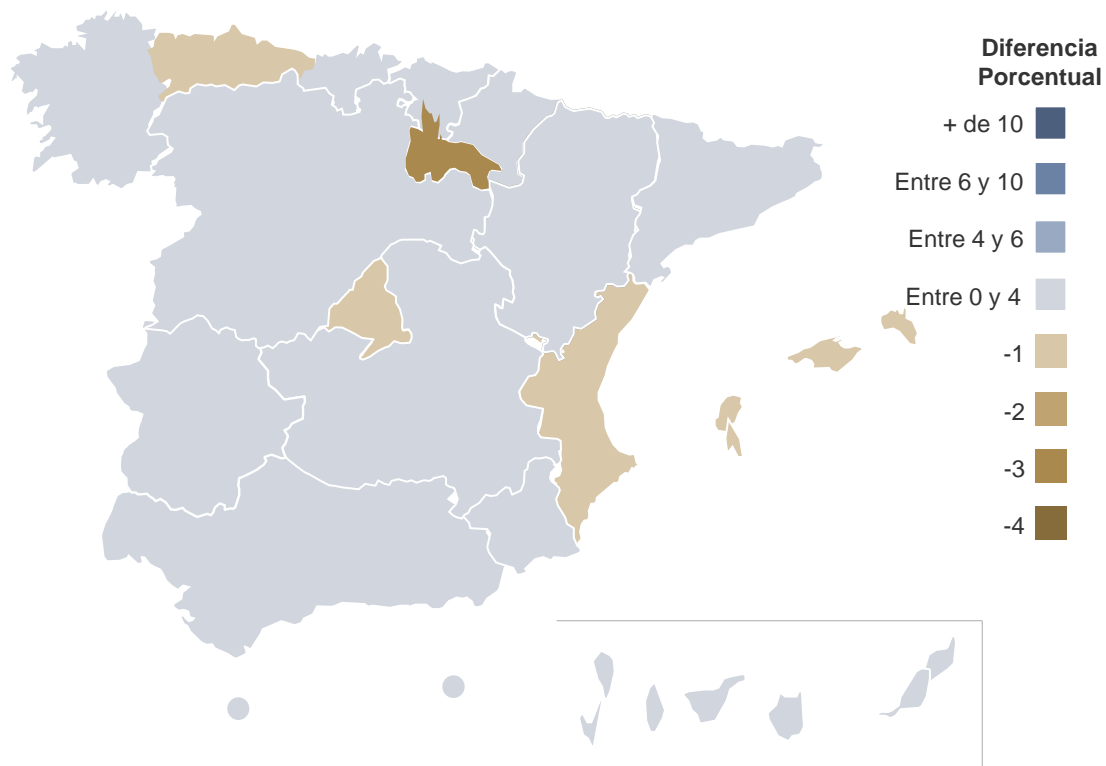 Diferencia
Porcentual
+ de 10
Entre 6 y 10
Entre 4 y 6
Entre 0 y 4
-1
-2
-3
-4